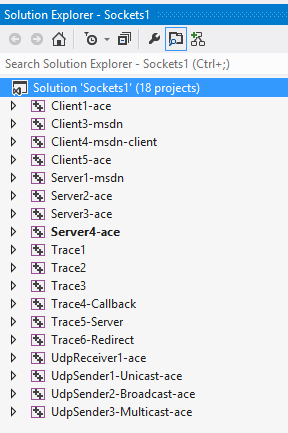 Solution Explorer - Sockets1
Search Solution Explorer - Sockets1 (Ctrl+;)
Solution 'Sockets1' (18 projects)
Client1-ace
Client3-msdn
Client4-msdn-client
Client5-ace
Server1-msdn
Server2-ace
Server3-ace
Server4-ace
Trace1
Trace2
Trace3
Trace4-Callback
Trace5-Server
Trace6-Redirect
UdpReceiver1-ace
UdpSender1-Unicast-ace
UdpSender2-Broadcast-ace
UdpSender3-Multicast-ace